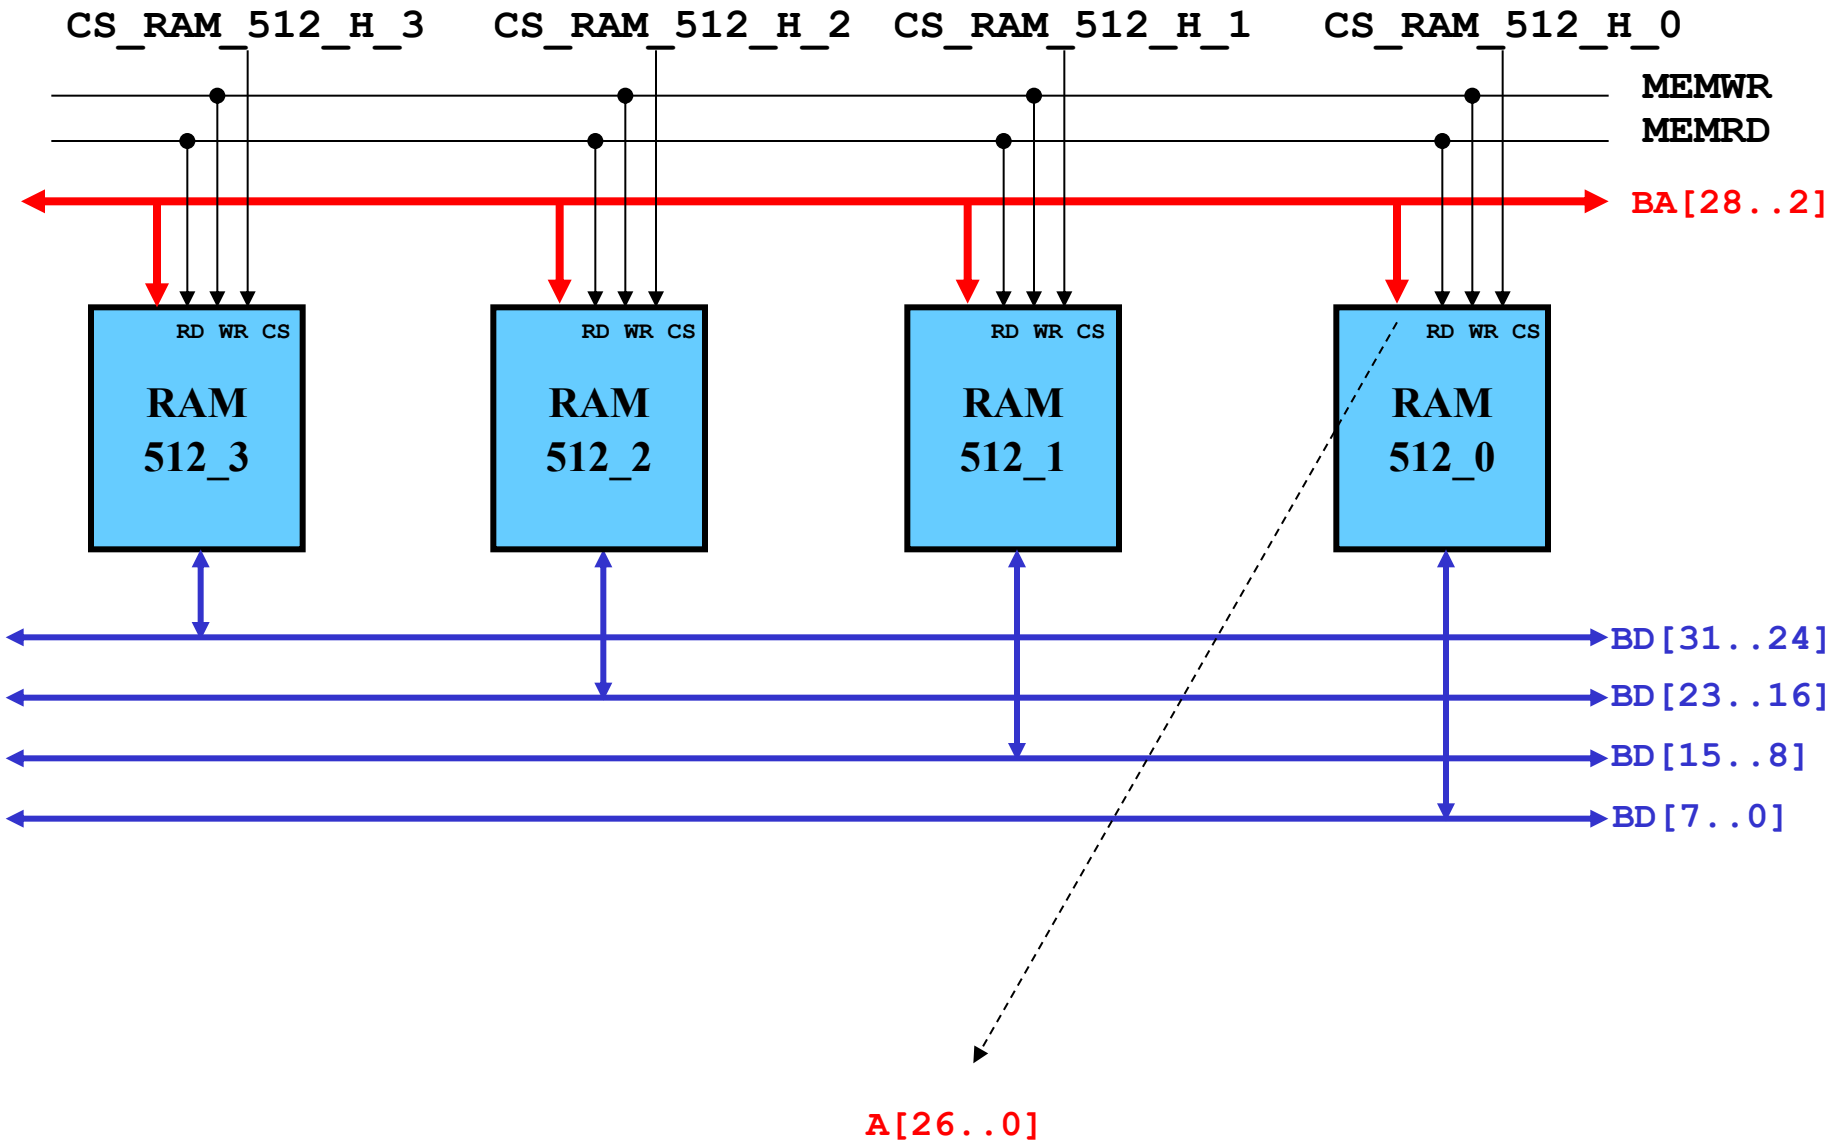 CS_RAM_512_H_3 CS_RAM_512_H_2 CS_RAM_512_H_1 CS_RAM_512_H_0
MEMWR
MEMRD
BA[28..2]
RD WR CS RD WR CS RD WR CS RD WR CS
RAM RAM RAM RAM
512_3 512_2 512_1 512_0
BD[31..24]
BD[23..16]
BD[15..8]
BD[7..0]
A[26..0]